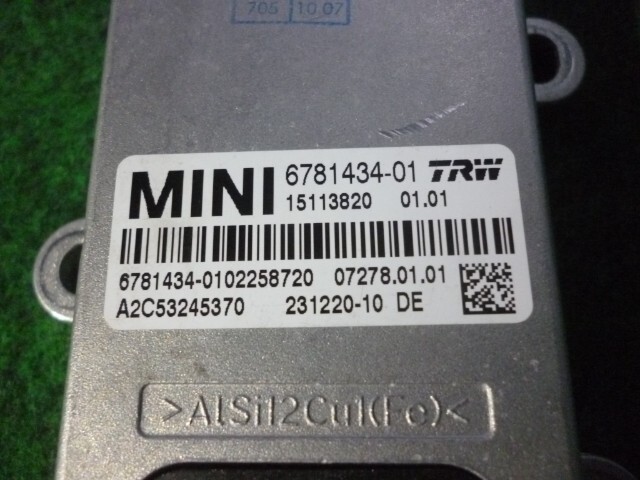 705 10.07
MINI 6781434-01 TRW
15113820 01.01
6781434-0102258720 07278.01.01
A2C53245370 231220-10 DE
>AlSi12Cu1(Fe)<